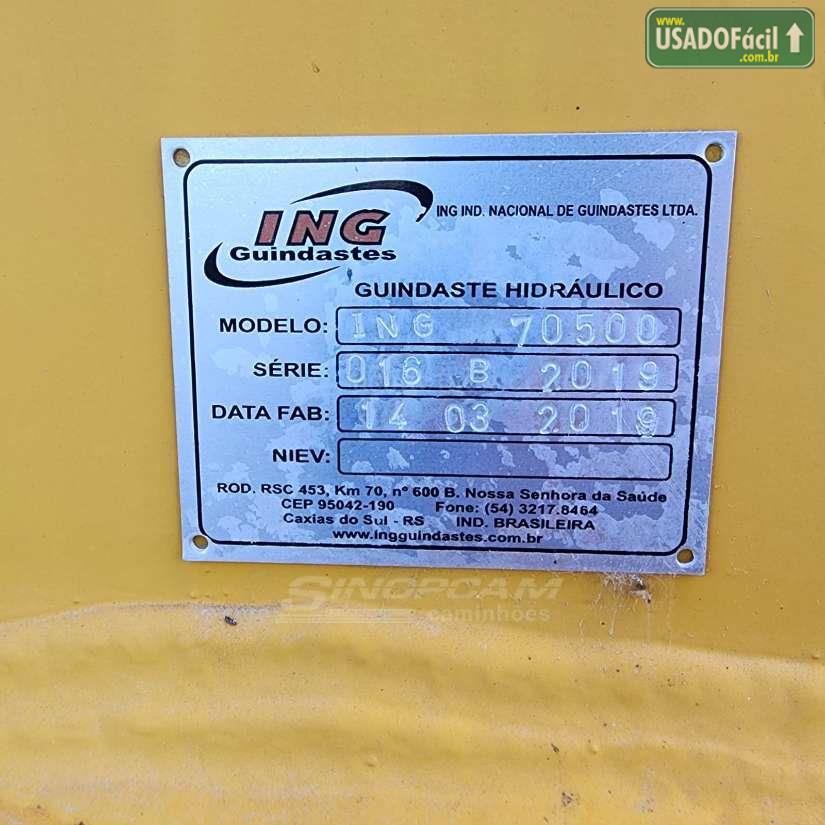 USADOFácil
.com.br
ING
Guindastes
ING IND. NACIONAL DE GUINDASTES LTDA.
GUINDASTE HIDRÁULICO
MODELO: ING 70500
SÉRIE: 016 B 2019
DATA FAB: 14 03 2019
NIEV:
ROD. RSC 453, Km 70, nº 600 B. Nossa Senhora da Saúde
CEP 95042-190 Fone: (54) 3217.8464
Caxias do Sul - RS IND. BRASILEIRA
www.ingguindastes.com.br
SINOPCAM
caminhões